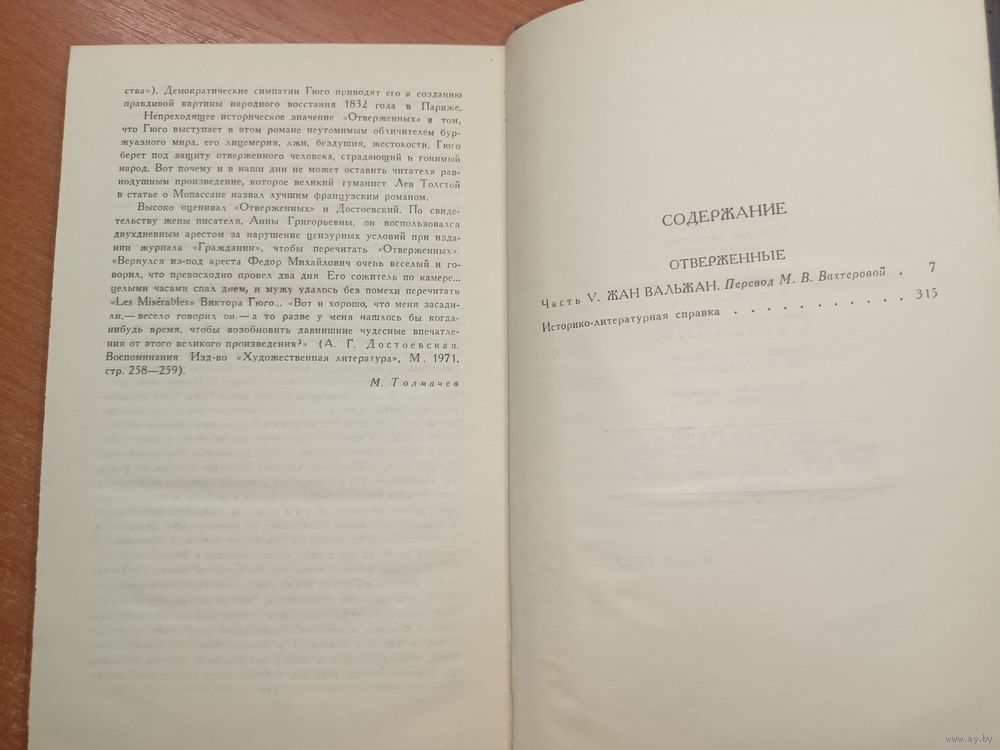 ства»). Демократические симпатии Гюго приводят его к созданию
правдивой картины народного восстания 1832 года в Париже.
Непреходящее историческое значение «Отверженных» в том,
что Гюго выступает в этом романе неутомимым обличителем бур-
жуазного мира, его лицемерия, лжи, бездушия, жестокости. Гюго
берет под защиту отверженного человека, страдающий и гонимый
народ. Вот почему и в наши дни не может оставить читателя рав-
нодушным произведение, которое великий гуманист Лев Толстой
в статье о Мопассане назвал лучшим французским романом.
Высоко оценивал «Отверженных» и Достоевский. По свиде-
тельству жены писателя, Анны Григорьевны, он воспользовался
двухдневным арестом за нарушение цензурных условий при изда-
нии журнала «Гражданин», чтобы перечитать «Отверженных».
«Вернулся из-под ареста Федор Михайлович очень веселый и го-
ворил, что превосходно провел два дня Его сожитель по камере...
целыми часами спал днем, и мужу удалось без помехи перечитать
«Les Misérables» Виктора Гюго... «Вот и хорошо, что меня засади-
ли,— весело говорил он,— а то разве у меня нашлось бы когда-
нибудь время, чтобы возобновить давнишние чудесные впечатле-
ния от этого великого произведения?» (А. Г. Достоевская.
Воспоминания Изд-во «Художественная литература», М. 1971,
стр. 258—259).
М. Толмачев
СОДЕРЖАНИЕ
ОТВЕРЖЕННЫЕ
Часть V. ЖАН ВАЛЬЖАН. Перевод М. В. Вахтеровой . 7
Историко-литературная справка . . . . . . . . . 315
www.ay.by